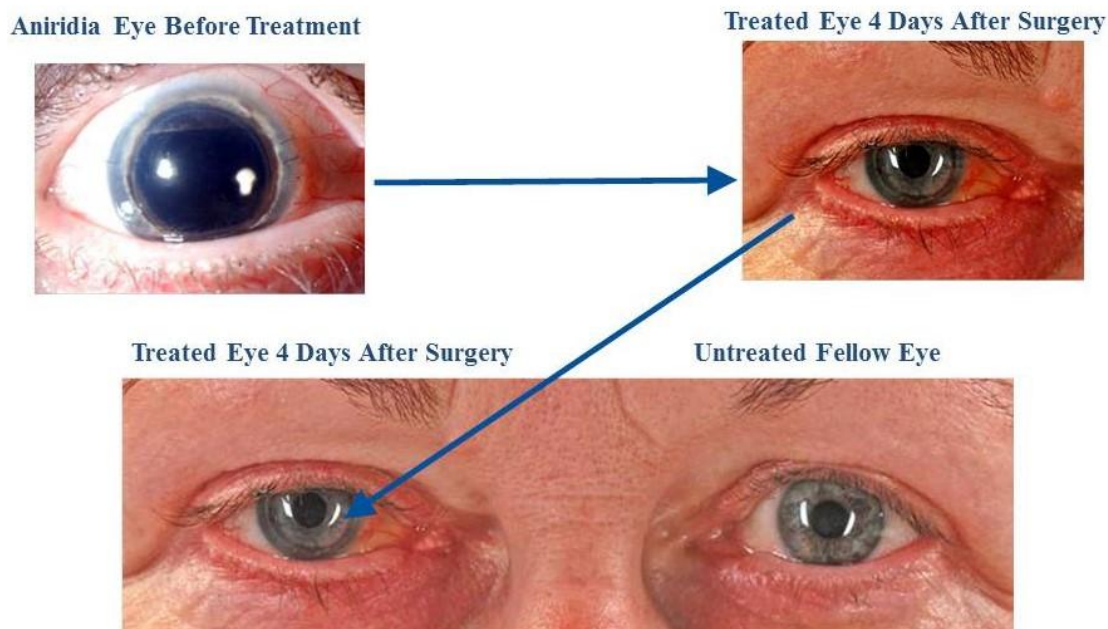 Aniridia Eye Before Treatment
Treated Eye 4 Days After Surgery
Treated Eye 4 Days After Surgery
Untreated Fellow Eye